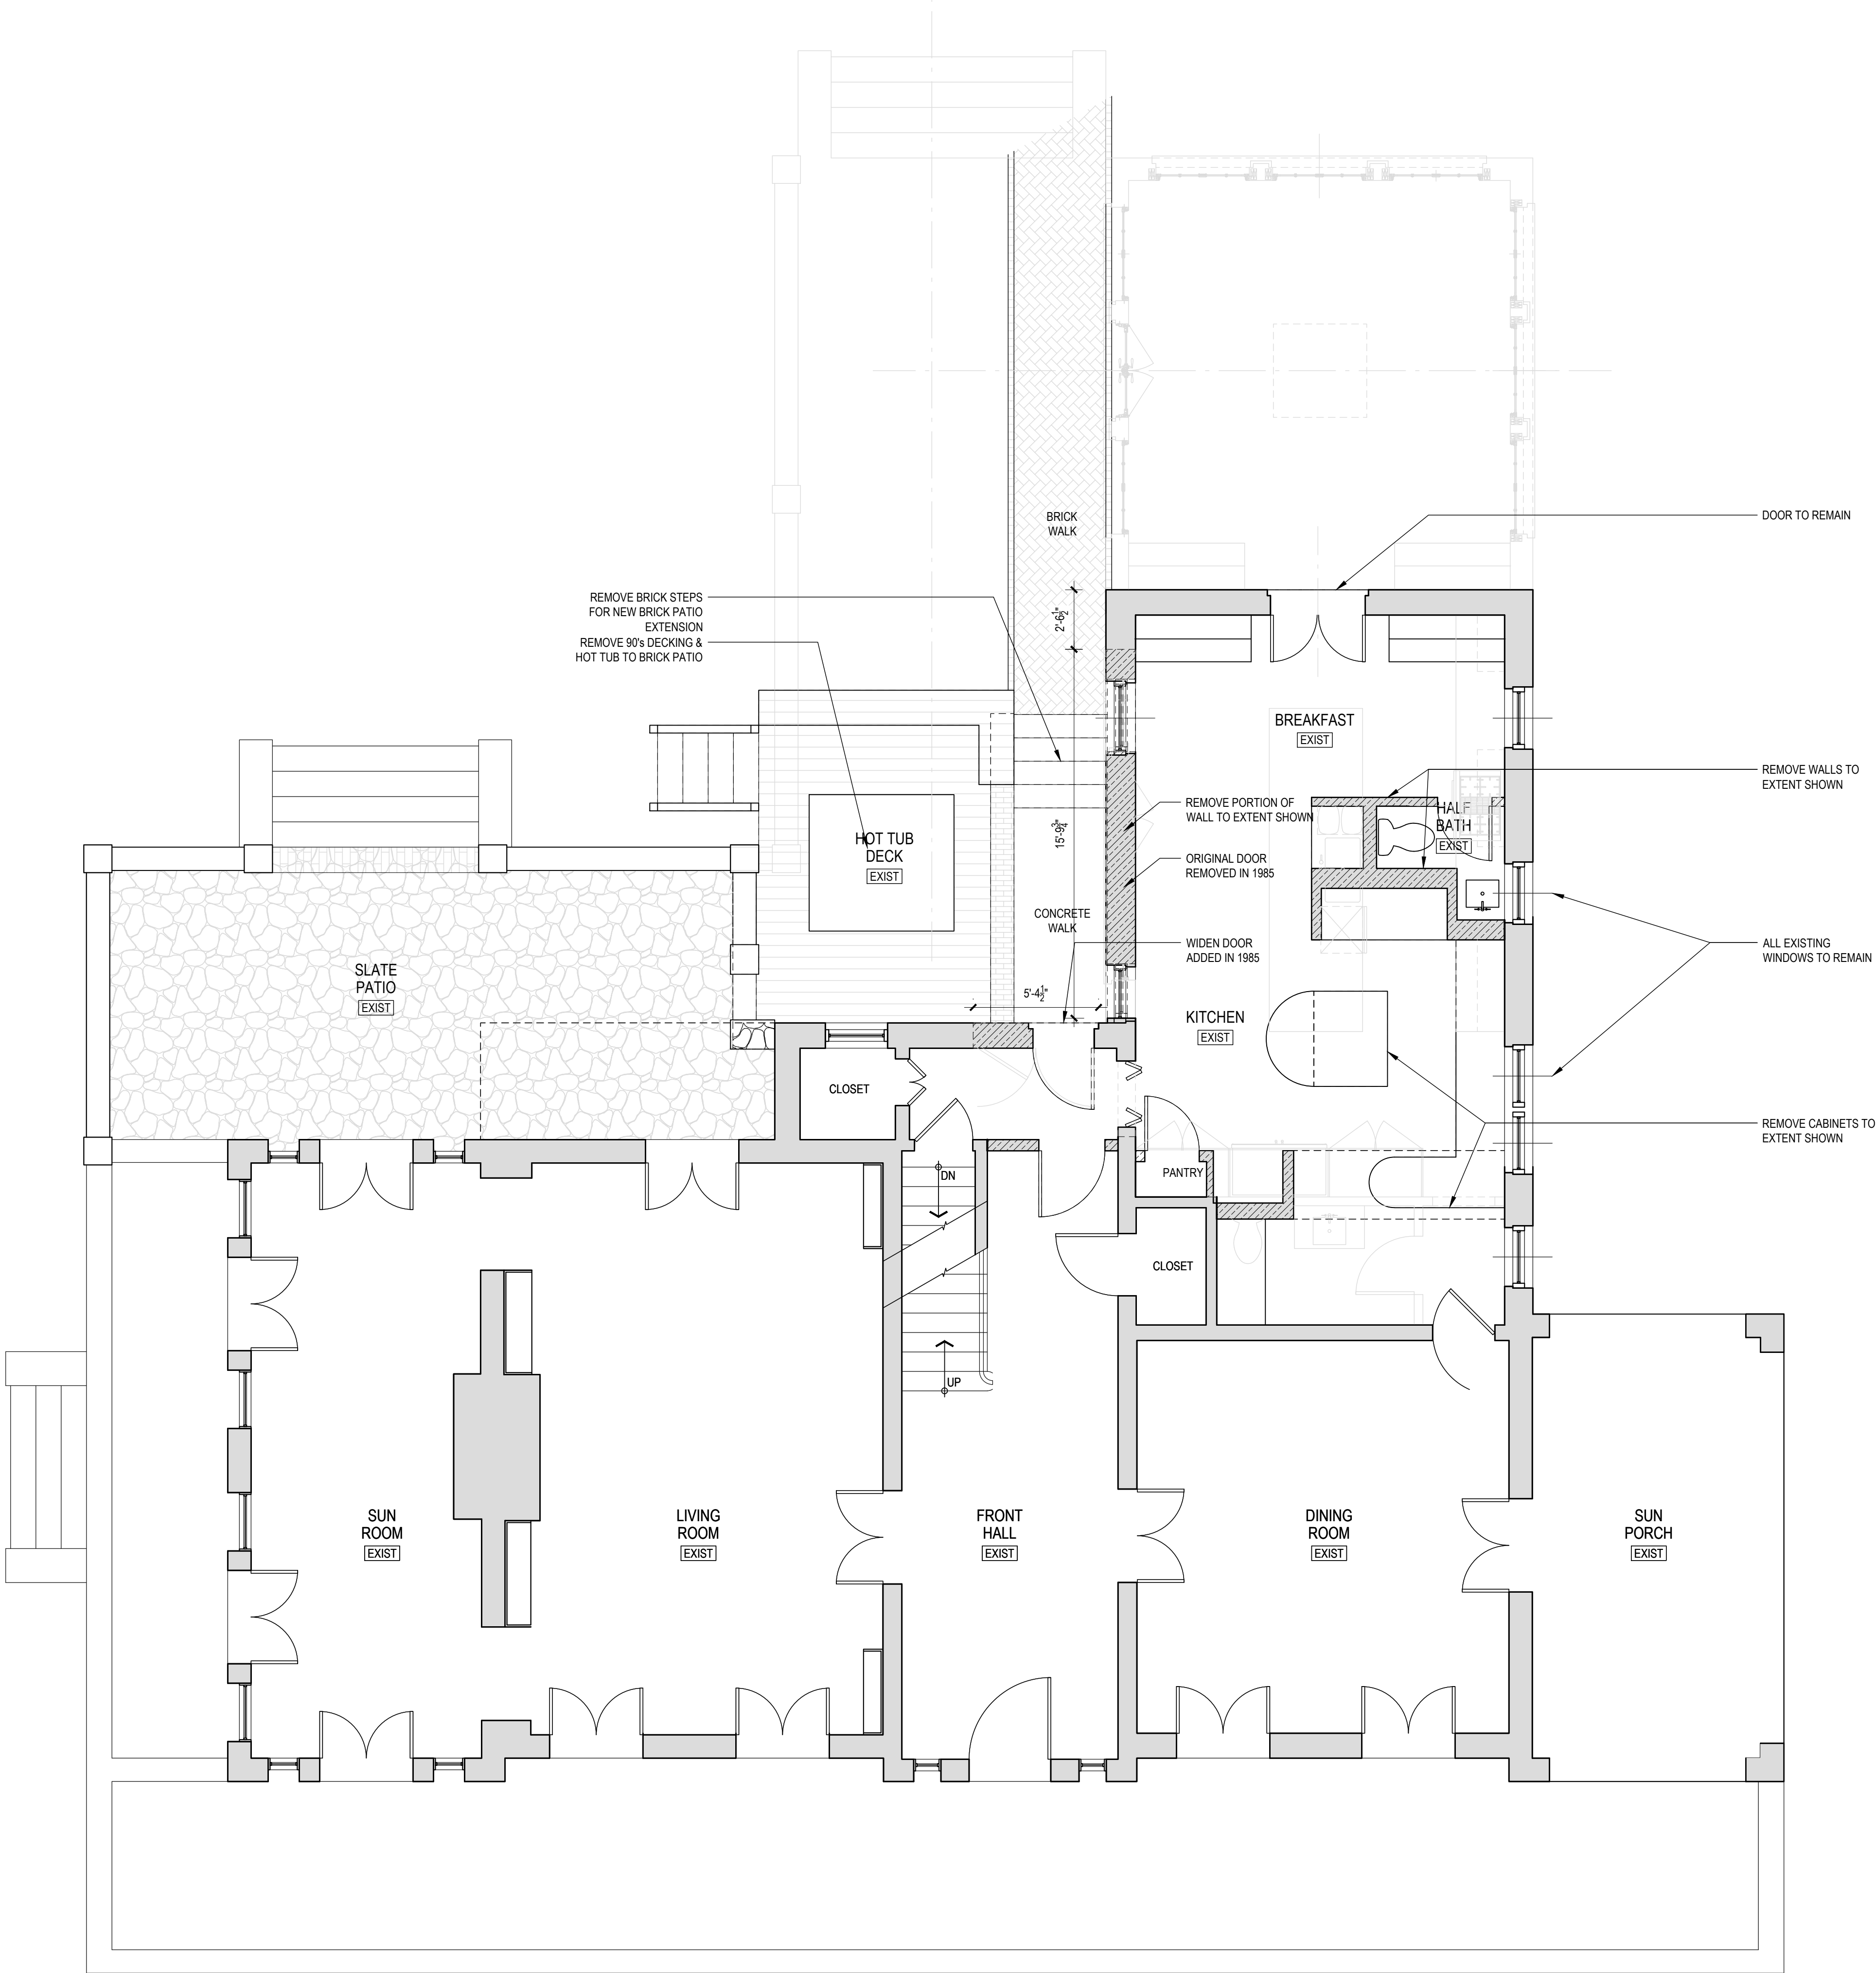 BRICK
WALK
DOOR TO REMAIN
REMOVE BRICK STEPS
FOR NEW BRICK PATIO
EXTENSION
REMOVE 90's DECKING &
HOT TUB TO BRICK PATIO
2'-6½"
BREAKFAST
EXIST
REMOVE WALLS TO
EXTENT SHOWN
REMOVE PORTION OF
WALL TO EXTENT SHOWN
HALF
BATH
EXIST
15'-9¾"
HOT TUB
DECK
EXIST
ORIGINAL DOOR
REMOVED IN 1985
CONCRETE
WALK
WIDEN DOOR
ADDED IN 1985
ALL EXISTING
WINDOWS TO REMAIN
SLATE
PATIO
EXIST
5'-4½"
KITCHEN
EXIST
CLOSET
REMOVE CABINETS TO
EXTENT SHOWN
DN
PANTRY
CLOSET
UP
SUN
ROOM
EXIST
LIVING
ROOM
EXIST
FRONT
HALL
EXIST
DINING
ROOM
EXIST
SUN
PORCH
EXIST